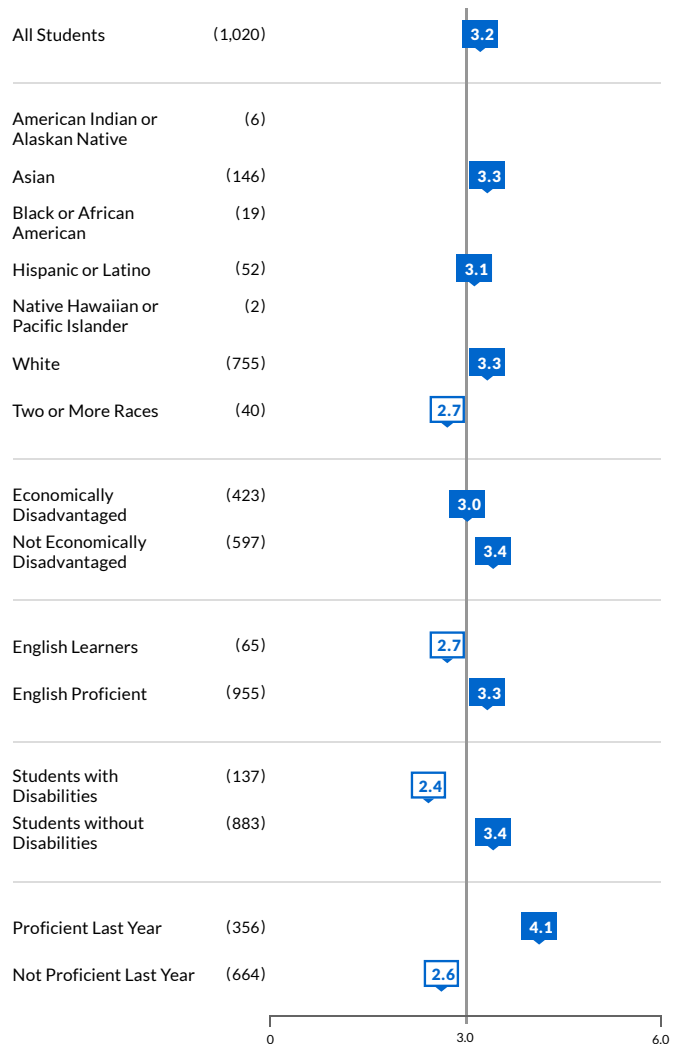 All Students (1,020) 3.2
American Indian or (6)
Alaskan Native
Asian (146) 3.3
Black or African (19)
American
Hispanic or Latino (52) 3.1
Native Hawaiian or (2)
Pacific Islander
White (755) 3.3
Two or More Races (40) 2.7
Economically (423) 3.0
Disadvantaged
Not Economically (597) 3.4
Disadvantaged
English Learners (65) 2.7
English Proficient (955) 3.3
Students with (137) 2.4
Disabilities
Students without (883) 3.4
Disabilities
Proficient Last Year (356) 4.1
Not Proficient Last Year (664) 2.6
0 3.0 6.0